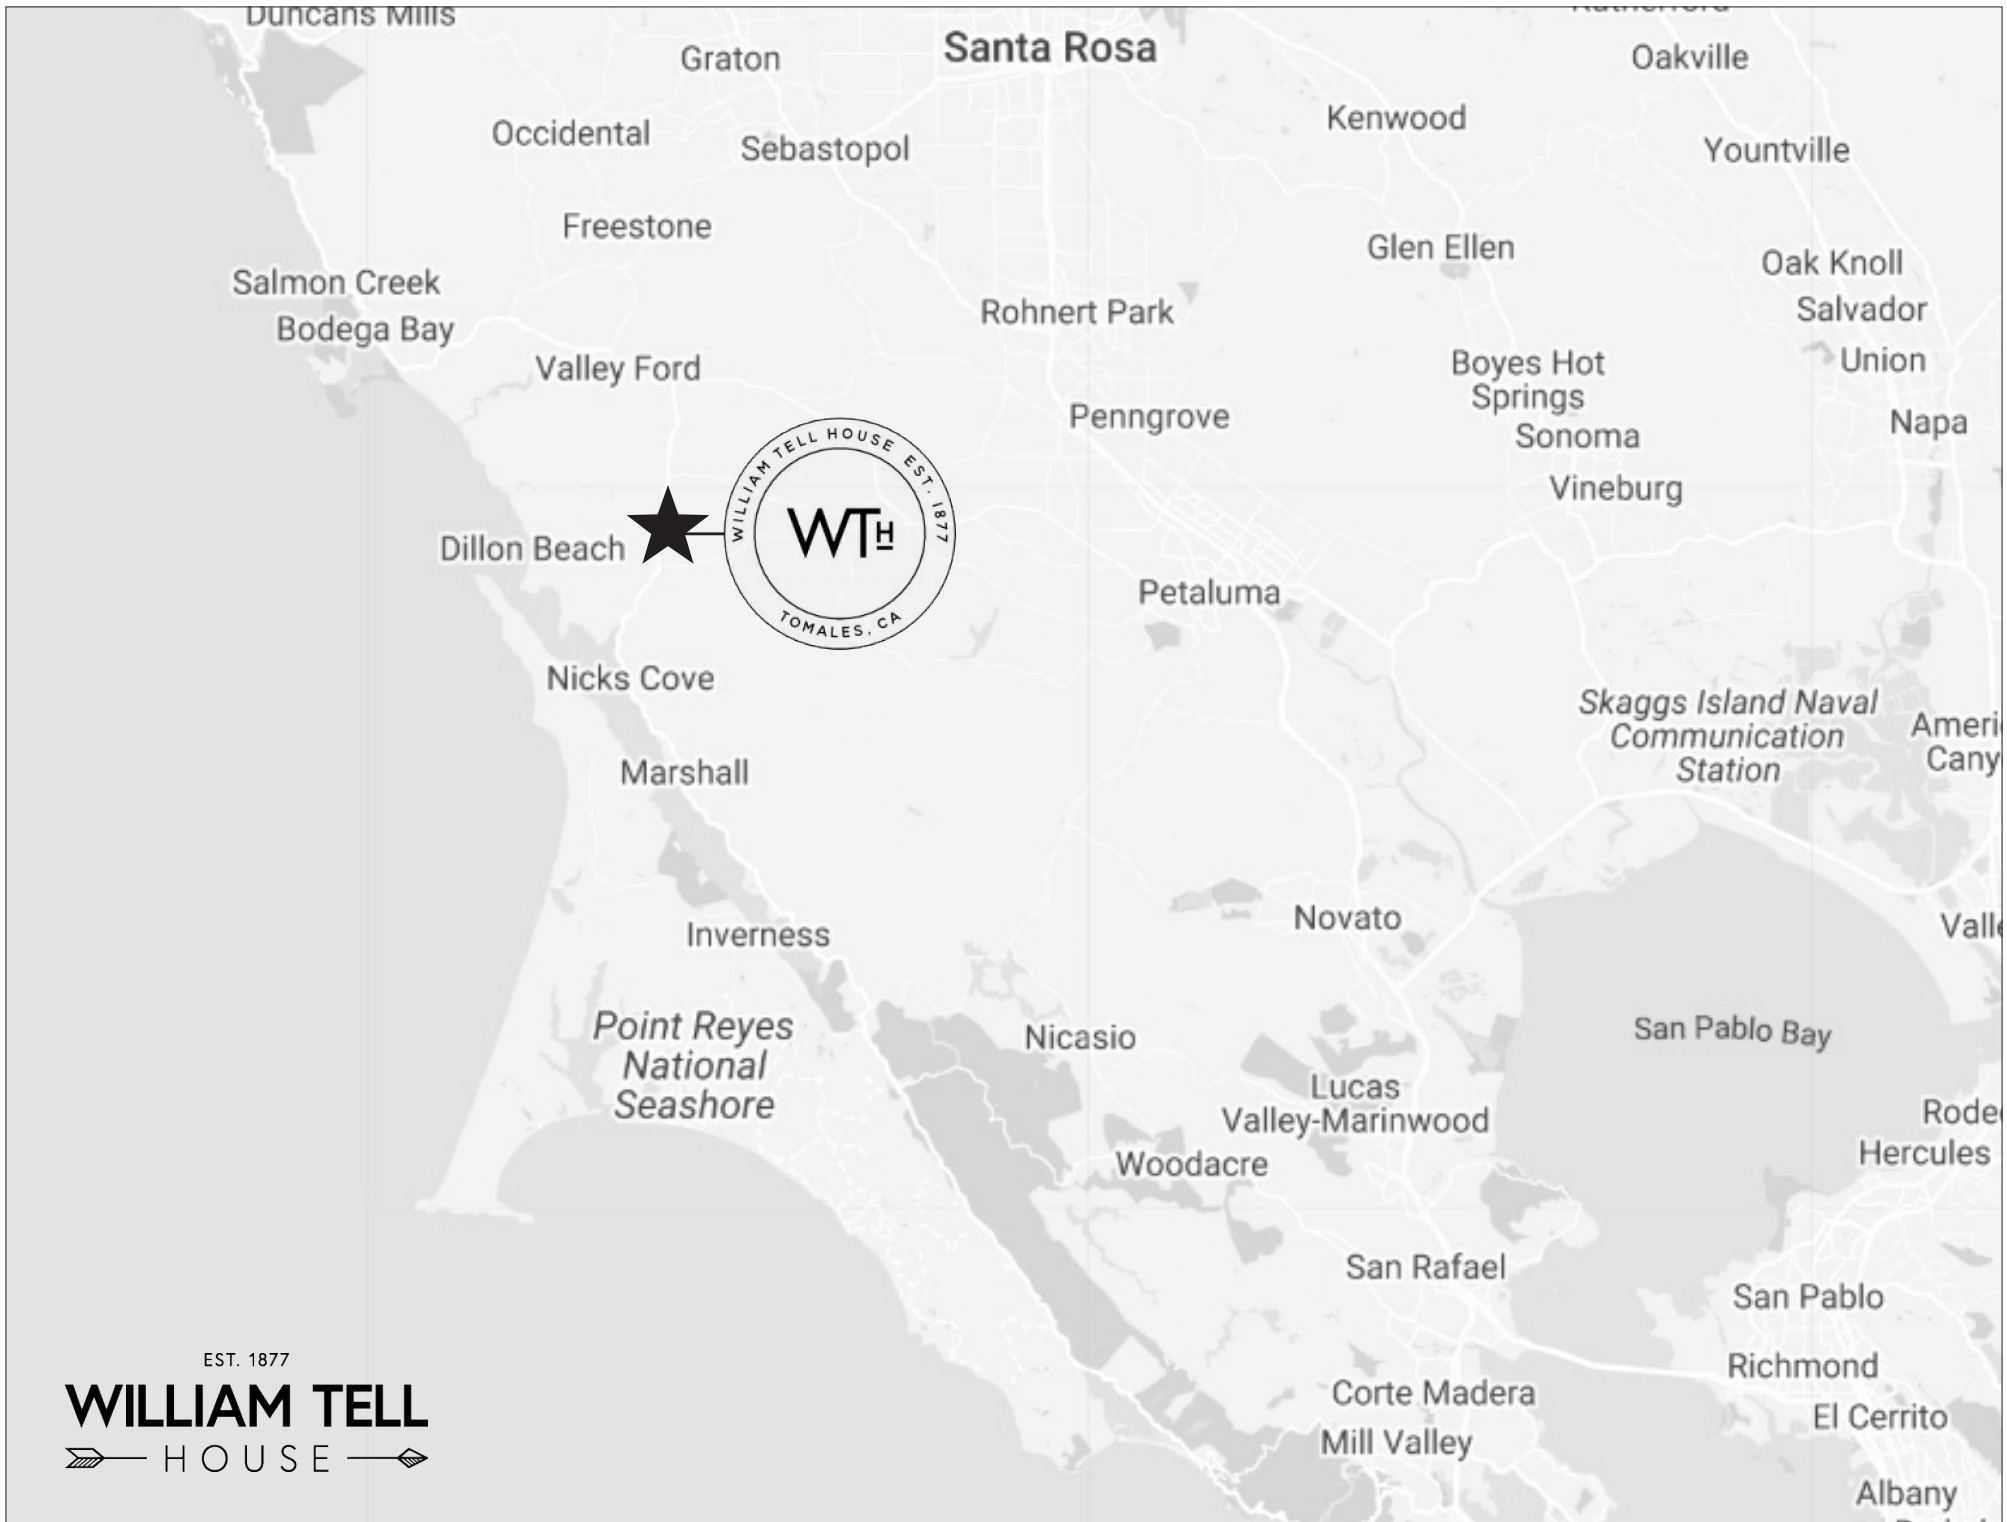 Duncans Mills
Graton
Santa Rosa
Oakville
Kenwood
Occidental
Sebastopol
Yountville
Freestone
Glen Ellen
Oak Knoll
Salmon Creek
Salvador
Rohnert Park
Bodega Bay
Valley Ford
Boyes Hot
Springs
Union
Penngrove
Napa
Sonoma
WILLIAM TELL HOUSE EST. 1877
WTH
TOMALES, CA
Vineburg
Dillon Beach
Petaluma
Nicks Cove
Skaggs Island Naval
Communication
Station
Ameri
Cany
Marshall
Novato
Valle
Inverness
Point Reyes
National
Seashore
Nicasio
San Pablo Bay
Lucas
Valley-Marinwood
Rode
Hercules
Woodacre
San Rafael
San Pablo
Richmond
Corte Madera
El Cerrito
Mill Valley
Albany
EST. 1877
WILLIAM TELL
HOUSE